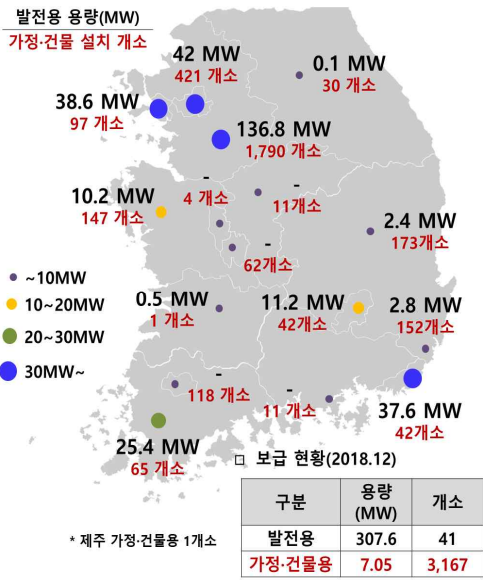 발전용 용량(MW)
가정·건물 설치 개소
42 MW
421 개소
0.1 MW
30 개소
38.6 MW
97 개소
136.8 MW
1,790 개소
-
4 개소
-
11개소
10.2 MW
147 개소
2.4 MW
173개소
-
62개소
~10MW
10~20MW
20~30MW
30MW~
0.5 MW
1 개소
11.2 MW
42개소
2.8 MW
152개소
-
118 개소
-
11 개소
37.6 MW
42개소
25.4 MW
65 개소
□ 보급 현황(2018.12)
구분 용량 (MW) 개소
발전용 307.6 41
가정·건물용 7.05 3,167
* 제주 가정·건물용 1개소